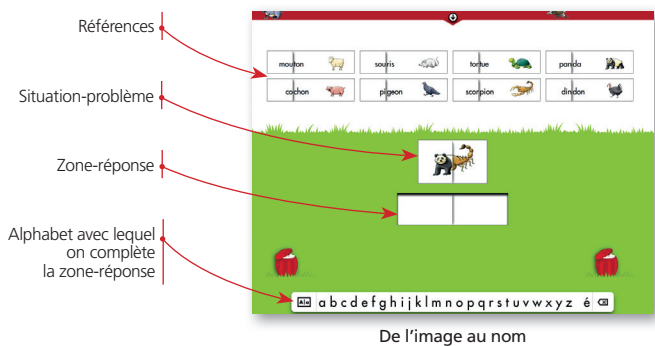 Références
mouton
souris
tortue
panda
cochon
pigeon
scorpion
dindon
Situation-problème
Zone-réponse
Alphabet avec lequel
on complète
la zone-réponse
a b c d e f g h i j k l m n o p q r s t u v w x y z é
De l'image au nom